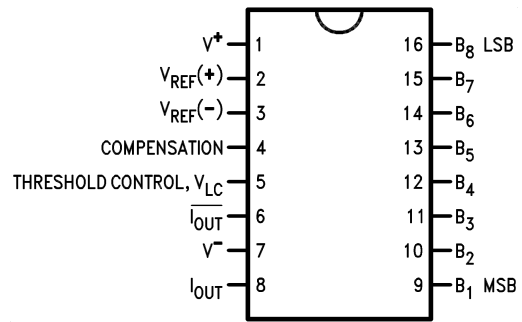 V+ 1 16 B8 LSB
VREF(+) 2 15 B7
VREF(−) 3 14 B6
COMPENSATION 4 13 B5
THRESHOLD CONTROL, VLC 5 12 B4
I̅O̅U̅T̅ 6 11 B3
V− 7 10 B2
IOUT 8 9 B1 MSB